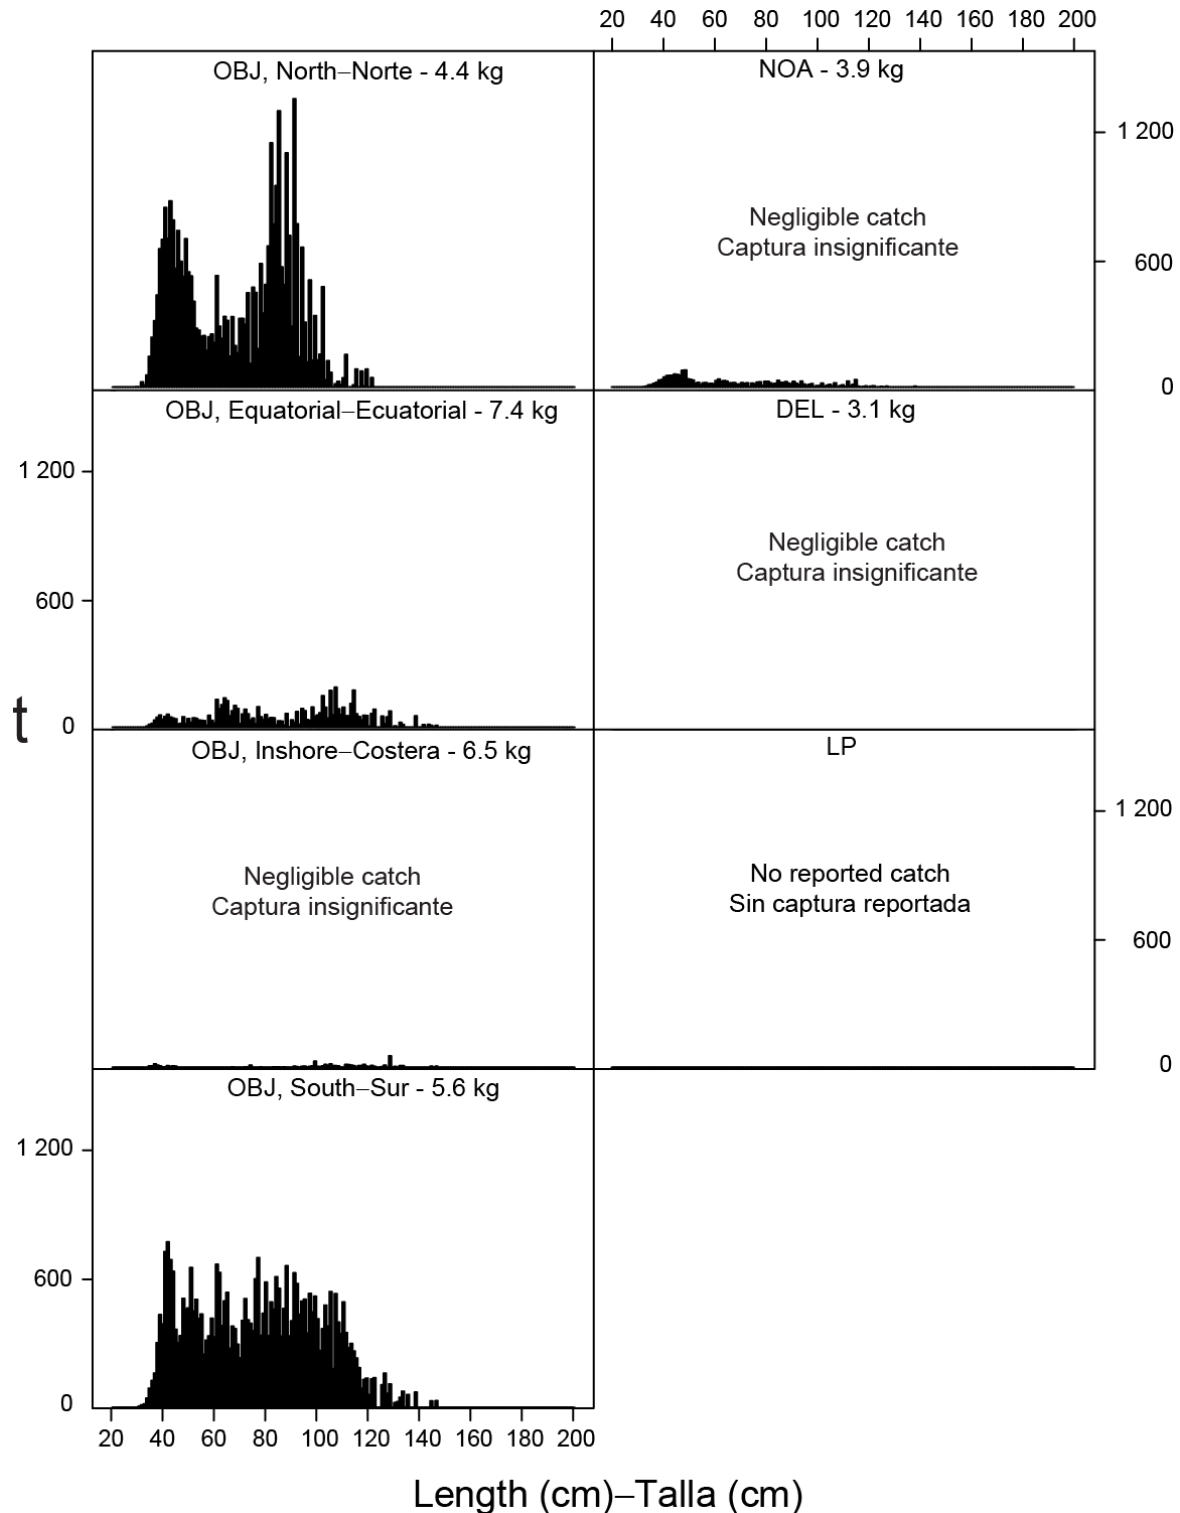 20 40 60 80 100 120 140 160 180 200
OBJ, North–Norte - 4.4 kg
NOA - 3.9 kg
Negligible catch
Captura insignificante
1 200
600
0
OBJ, Equatorial–Ecuatorial - 7.4 kg
1 200
600
0
DEL - 3.1 kg
Negligible catch
Captura insignificante
t
OBJ, Inshore–Costera - 6.5 kg
Negligible catch
Captura insignificante
LP
No reported catch
Sin captura reportada
1 200
600
0
OBJ, South–Sur - 5.6 kg
1 200
600
0
20 40 60 80 100 120 140 160 180 200
Length (cm)–Talla (cm)